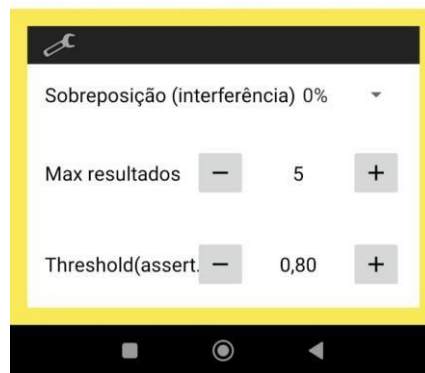 Sobreposição (interferência) 0%
Max resultados − 5 +
Threshold(assert. − 0,80 +